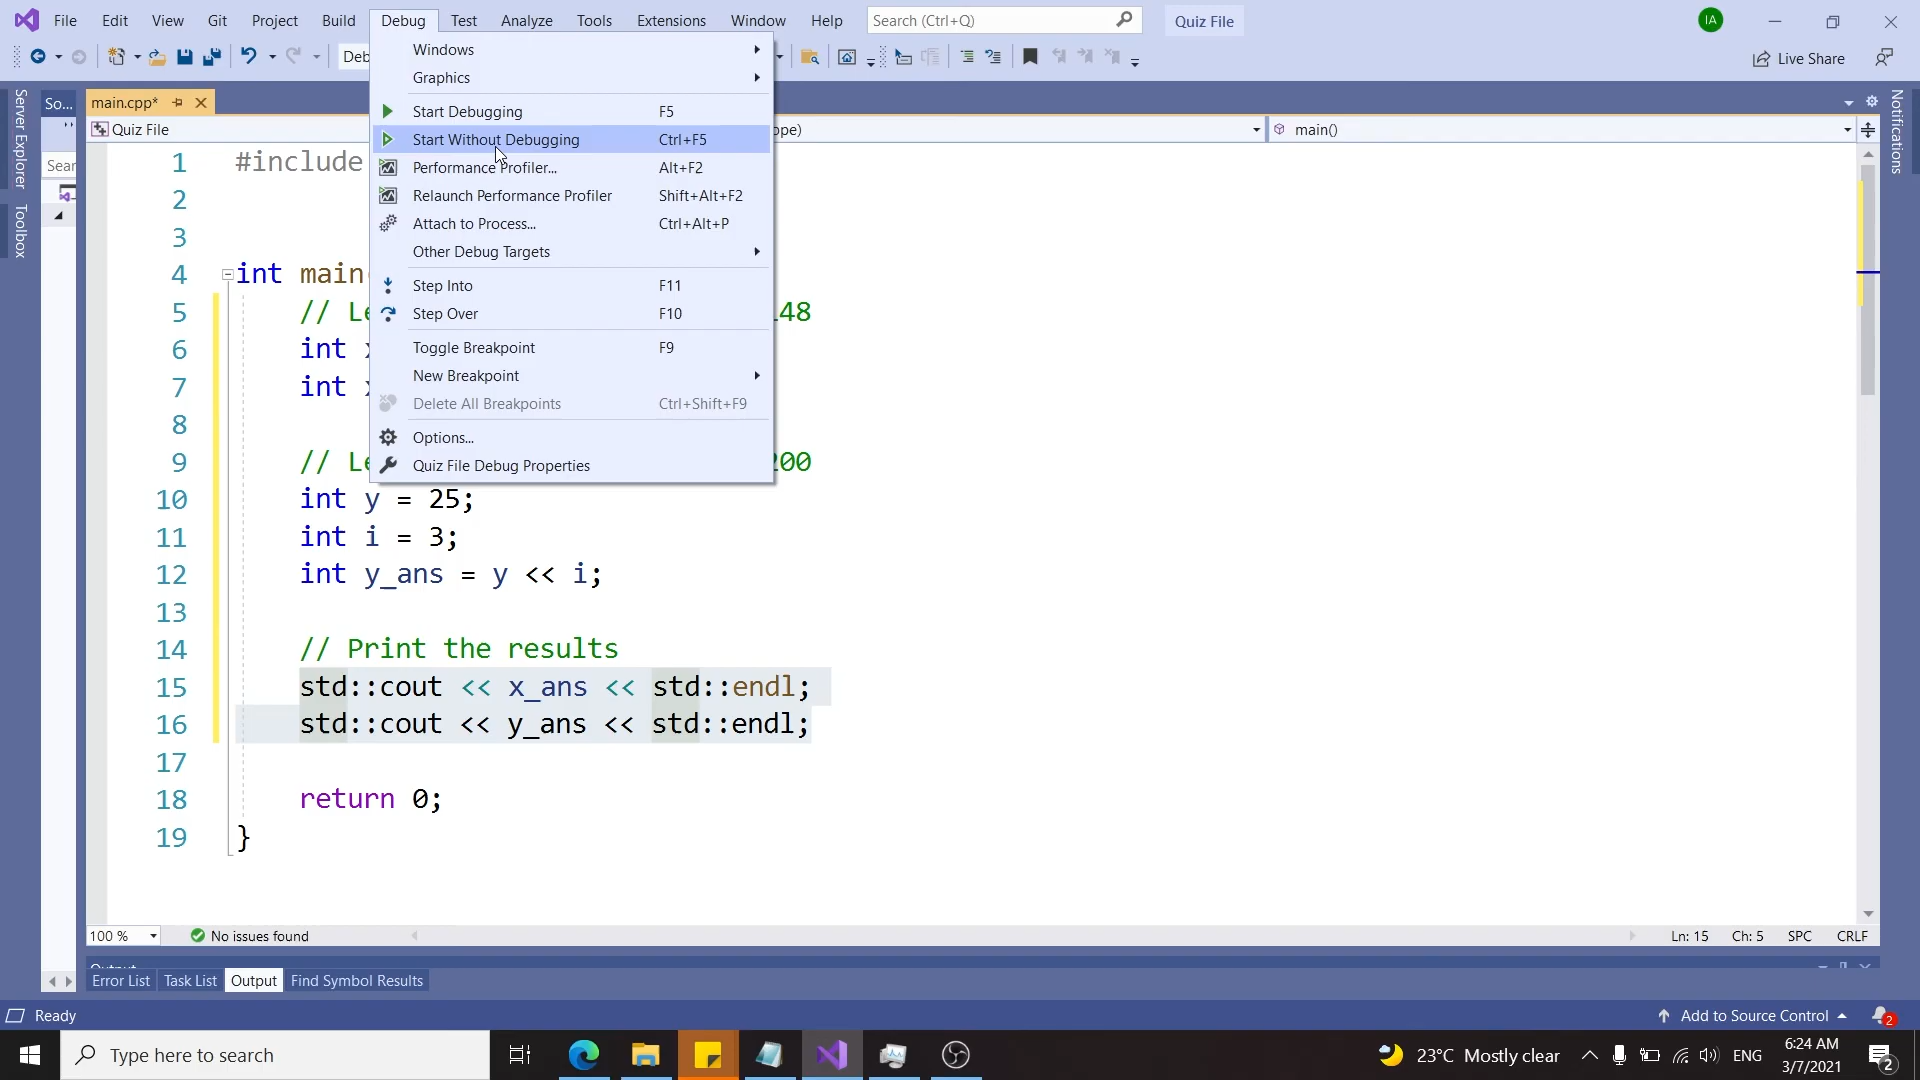 File Edit View Git Project Build Debug Test Analyze Tools Extensions Window Help Search (Ctrl+Q) Quiz File IA
Deb Live Share
Windows
Graphics
Start Debugging F5
Start Without Debugging Ctrl+F5
Performance Profiler... Alt+F2
Relaunch Performance Profiler Shift+Alt+F2
Attach to Process... Ctrl+Alt+P
Other Debug Targets
Step Into F11
Step Over F10
Toggle Breakpoint F9
New Breakpoint
Delete All Breakpoints Ctrl+Shift+F9
Options...
Quiz File Debug Properties
Server Explorer
Toolbox
So...
Sear
Notifications
main.cpp*
Quiz File ope) main()
1 #include
2
3
4 int main
5 // Le 48
6 int x
7 int x
8
9 // Le 200
10 int y = 25;
11 int i = 3;
12 int y_ans = y << i;
13
14 // Print the results
15 std::cout << x_ans << std::endl;
16 std::cout << y_ans << std::endl;
17
18 return 0;
19 }
100 % No issues found Ln: 15 Ch: 5 SPC CRLF
Output
Error List Task List Output Find Symbol Results
Ready Add to Source Control 2
Type here to search 23°C Mostly clear ENG 6:24 AM
3/7/2021 2